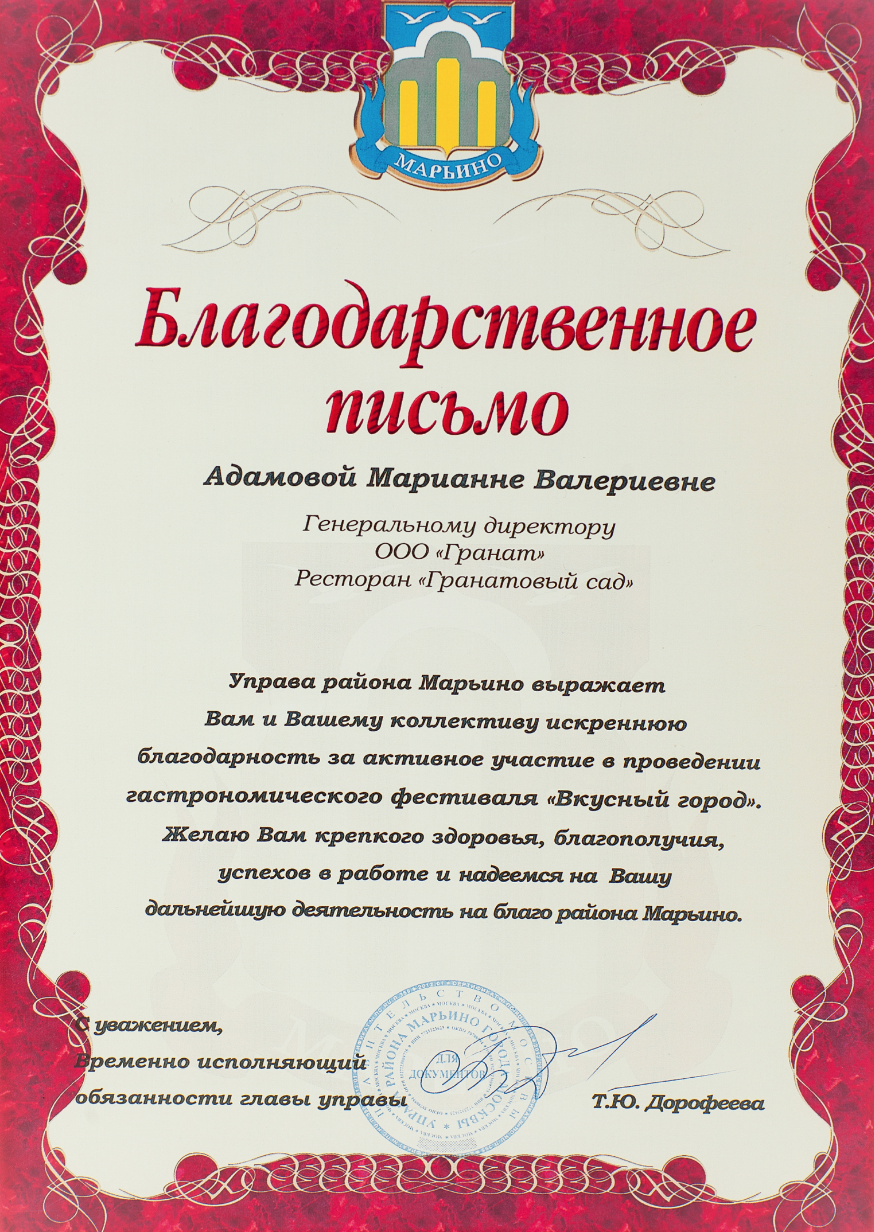 МАРЬИНО
Благодарственное
письмо
Адамовой Марианне Валериевне
Генеральному директору
ООО «Гранат»
Ресторан «Гранатовый сад»
Управа района Марьино выражает
Вам и Вашему коллективу искреннюю
благодарность за активное участие в проведении
гастрономического фестиваля «Вкусный город».
Желаю Вам крепкого здоровья, благополучия,
успехов в работе и надеемся на Вашу
дальнейшую деятельность на благо района Марьино.
С уважением,
Временно исполняющий
обязанности главы управы
Т.Ю. Дорофеева
УПРАВА РАЙОНА МАРЬИНО ГОРОДА МОСКВЫ
ДЛЯ
ДОКУМЕНТОВ